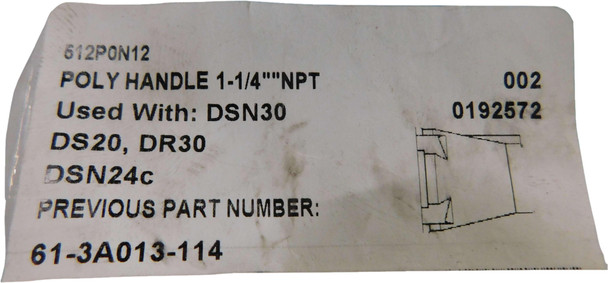 512P0N12
POLY HANDLE 1-1/4""NPT 002
Used With: DSN30 0192572
DS20, DR30
DSN24c
PREVIOUS PART NUMBER:
61-3A013-114